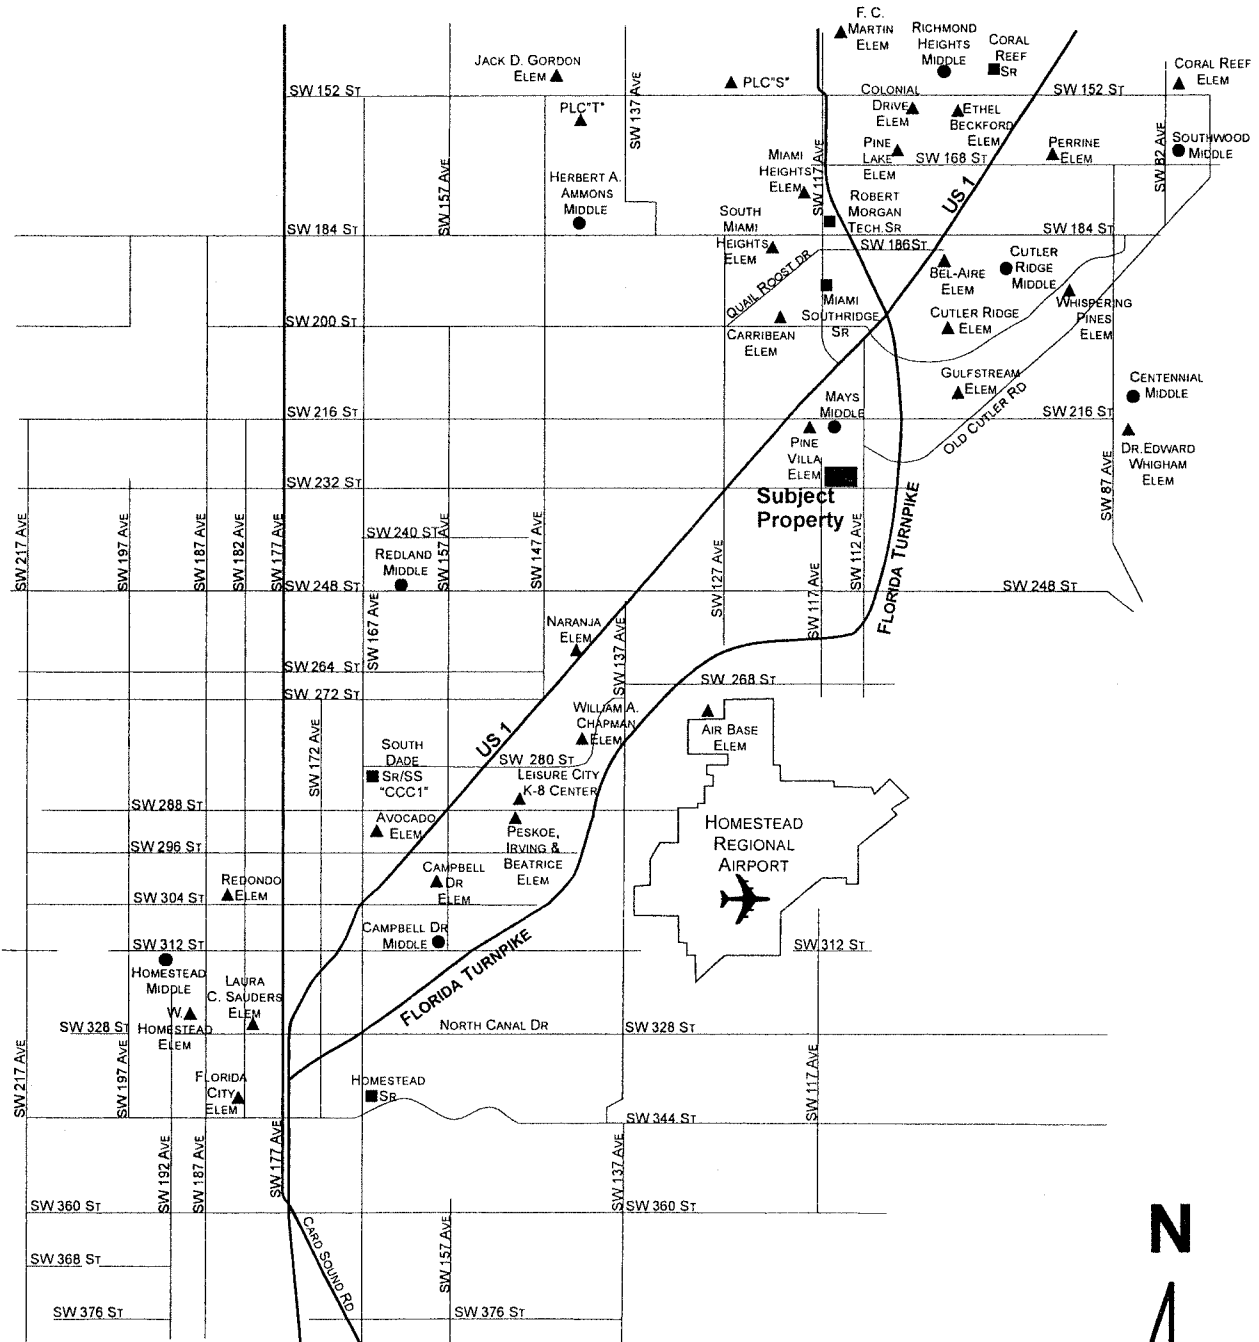 F. C.
MARTIN
ELEM
RICHMOND
HEIGHTS
MIDDLE
CORAL
REEF
SR
JACK D. GORDON
ELEM
PLC"S"
CORAL REEF
ELEM
SW 152 ST
SW 152 ST
PLC"T"
SW 137 AVE
COLONIAL
DRIVE
ELEM
ETHEL
BECKFORD
ELEM
PINE
LAKE
ELEM
SW 168 ST
PERRINE
ELEM
SW 82 AVE
SOUTHWOOD
MIDDLE
MIAMI
HEIGHTS
ELEM
SW 117 AVE
SW 157 AVE
HERBERT A.
AMMONS
MIDDLE
ROBERT
MORGAN
TECH.SR
US 1
SOUTH
MIAMI
HEIGHTS
ELEM
SW 184 ST
SW 184 ST
SW 186 ST
QUAIL ROOST DR
BEL-AIRE
ELEM
CUTLER
RIDGE
MIDDLE
MIAMI
SOUTHRIDGE
SR
WHISPERING
PINES
ELEM
CUTLER RIDGE
ELEM
SW 200 ST
CARRIBEAN
ELEM
GULFSTREAM
ELEM
CENTENNIAL
MIDDLE
MAYS
MIDDLE
SW 216 ST
SW 216 ST
OLD CUTLER RD
PINE
VILLA
ELEM
DR.EDWARD
WHIGHAM
ELEM
SW 232 ST
Subject
Property
SW 87 AVE
FLORIDA TURNPIKE
SW 217 AVE
SW 197 AVE
SW 187 AVE
SW 182 AVE
SW 177 AVE
SW 240 ST
SW 157 AVE
SW 147 AVE
SW 127 AVE
SW 117 AVE
SW 112 AVE
REDLAND
MIDDLE
SW 248 ST
SW 248 ST
SW 167 AVE
NARANJA
ELEM
SW 137 AVE
SW 264 ST
SW 272 ST
SW 268 ST
SW 172 AVE
US 1
WILLIAM A.
CHAPMAN
ELEM
AIR BASE
ELEM
SOUTH
DADE
SR/SS
"CCC1"
SW 280 ST
LEISURE CITY
K-8 CENTER
SW 288 ST
AVOCADO
ELEM
PESKOE,
IRVING &
BEATRICE
ELEM
HOMESTEAD
REGIONAL
AIRPORT
SW 296 ST
REDONDO
ELEM
CAMPBELL
DR
ELEM
SW 304 ST
CAMPBELL DR
MIDDLE
SW 312 ST
SW 312 ST
HOMESTEAD
MIDDLE
LAURA
C. SAUDERS
ELEM
FLORIDA TURNPIKE
W.
HOMESTEAD
ELEM
SW 328 ST
NORTH CANAL DR
SW 328 ST
SW 217 AVE
SW 197 AVE
FLORIDA
CITY
ELEM
HOMESTEAD
SR
SW 117 AVE
SW 344 ST
SW 192 AVE
SW 187 AVE
SW 177 AVE
SW 137 AVE
SW 360 ST
SW 360 ST
N
CARD SOUND RD
SW 157 AVE
SW 368 ST
SW 376 ST
SW 376 ST